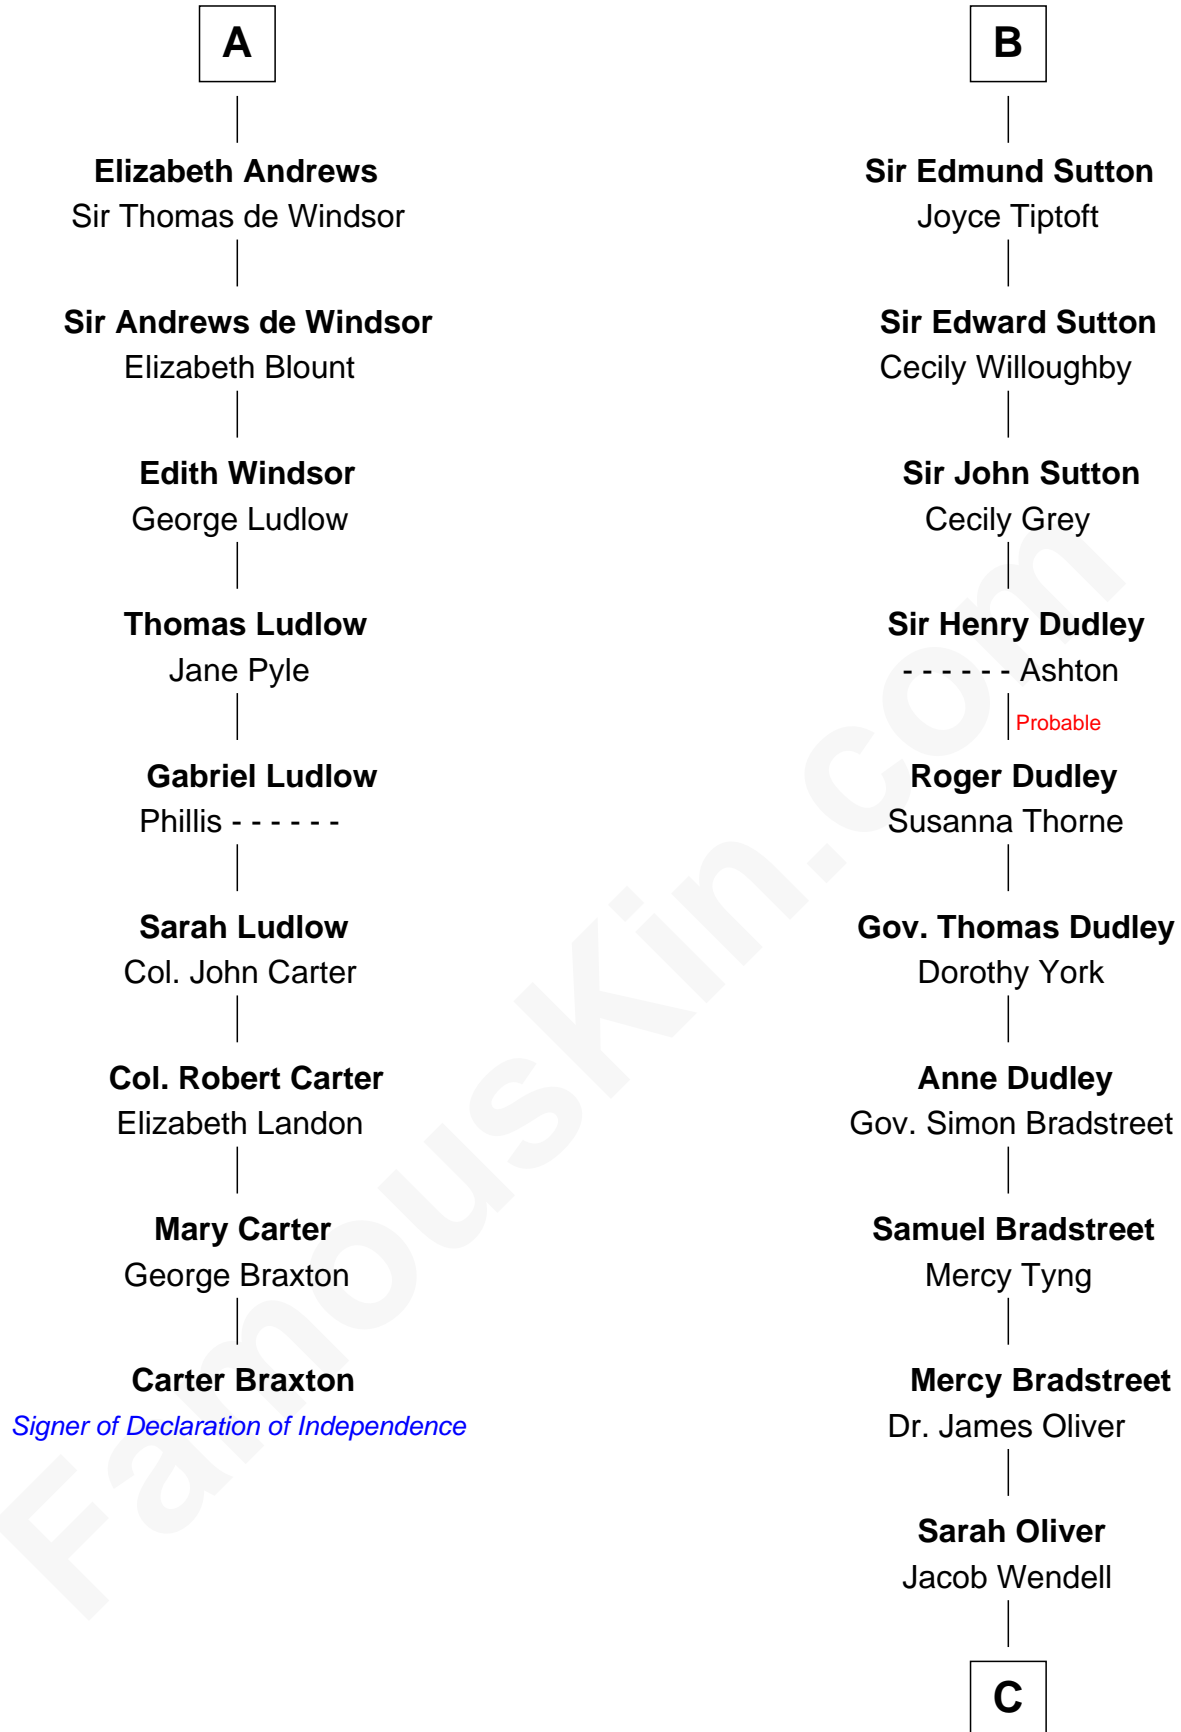 A
Elizabeth Andrews
Sir Thomas de Windsor
Sir Andrews de Windsor
Elizabeth Blount
Edith Windsor
George Ludlow
Thomas Ludlow
Jane Pyle
Gabriel Ludlow
Phillis - - - - - -
Sarah Ludlow
Col. John Carter
Col. Robert Carter
Elizabeth Landon
Mary Carter
George Braxton
Carter Braxton
Signer of Declaration of Independence
B
Sir Edmund Sutton
Joyce Tiptoft
Sir Edward Sutton
Cecily Willoughby
Sir John Sutton
Cecily Grey
Sir Henry Dudley
- - - - - - Ashton
Probable
Roger Dudley
Susanna Thorne
Gov. Thomas Dudley
Dorothy York
Anne Dudley
Gov. Simon Bradstreet
Samuel Bradstreet
Mercy Tyng
Mercy Bradstreet
Dr. James Oliver
Sarah Oliver
Jacob Wendell
C
FamousKin.com